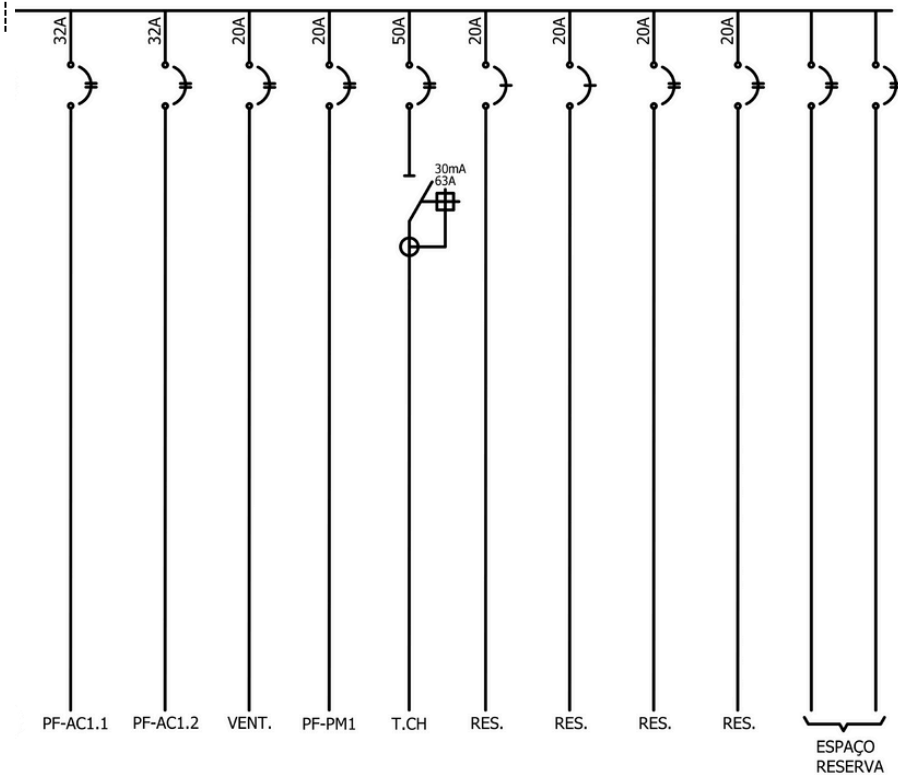 32A
32A
20A
20A
50A
20A
20A
20A
20A
30mA
63A
PF-AC1.1
PF-AC1.2
VENT.
PF-PM1
T.CH
RES.
RES.
RES.
RES.
ESPAÇO
RESERVA